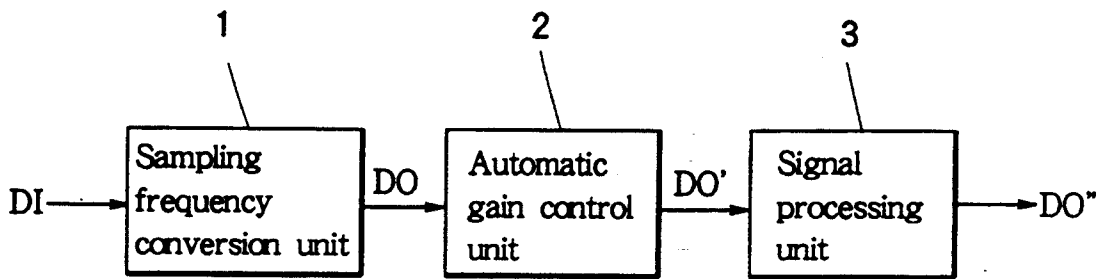 1
2
3
DI
Sampling
frequency
conversion unit
DO
Automatic
gain control
unit
DO'
Signal
processing
unit
DO"